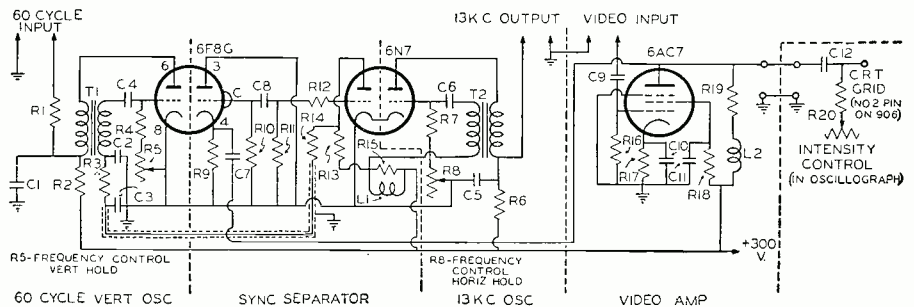 60 CYCLE
INPUT
6F8G
6N7
13KC OUTPUT
VIDEO INPUT
6AC7
C12
C R T
GRID
(NO 2 PIN
ON 906)
R20
INTENSITY
CONTROL
(IN OSCILLOGRAPH)
6
3
C
8
4
T1
C4
R1
R4
C2
R5
R3
R2
C1
C3
R9
C7
C8
R10
R11
R12
R14
R13
R15
L1
C6
T2
R7
R8
C5
R6
C9
R16
R17
C10
C11
R18
R19
L2
+300
V.
R5-FREQUENCY CONTROL
VERT HOLD
R8-FREQUENCY
CONTROL
HORIZ HOLD
60 CYCLE VERT OSC
SYNC SEPARATOR
13KC OSC
VIDEO AMP